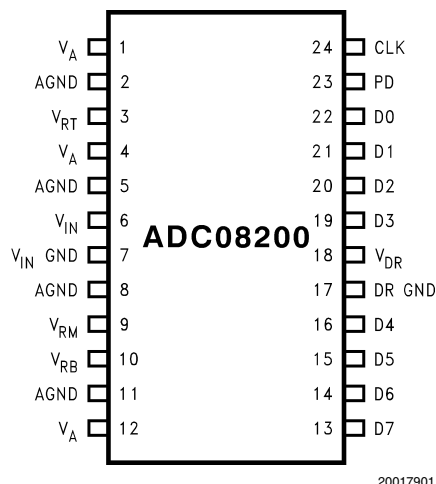 V_A 1 24 CLK
AGND 2 23 PD
V_RT 3 22 D0
V_A 4 21 D1
AGND 5 20 D2
V_IN 6 19 D3
ADC08200
V_IN GND 7 18 V_DR
AGND 8 17 DR GND
V_RM 9 16 D4
V_RB 10 15 D5
AGND 11 14 D6
V_A 12 13 D7
20017901